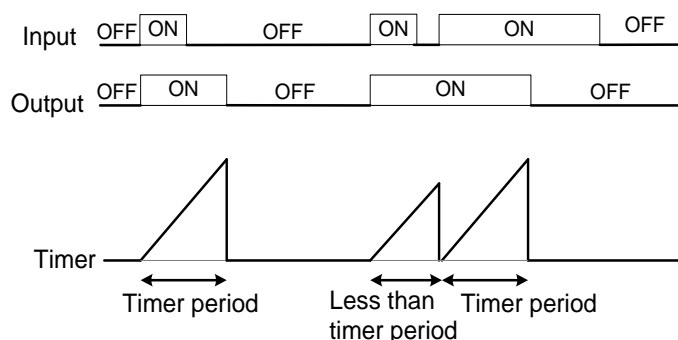 Input OFF ON OFF ON ON OFF
Output OFF ON OFF ON OFF
Timer
Timer period
Less than
timer period
Timer period